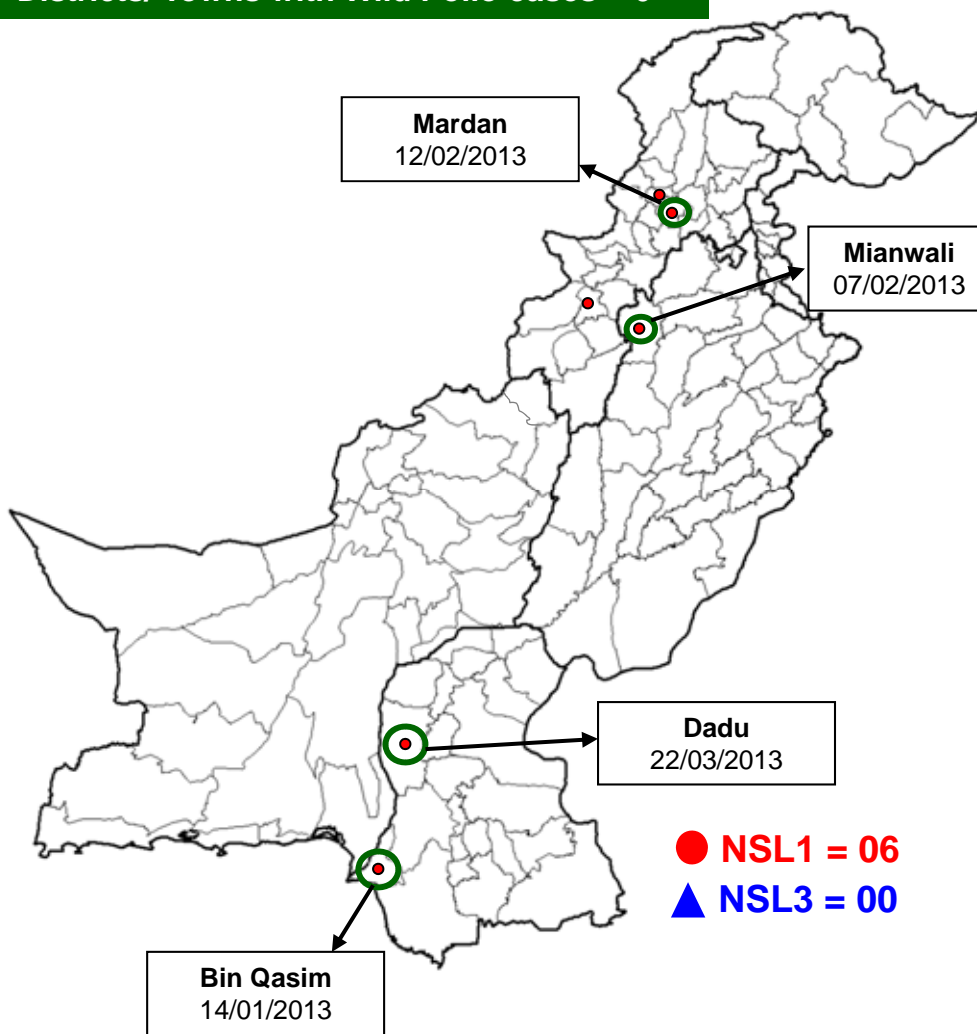 Mardan
12/02/2013
Mianwali
07/02/2013
Dadu
22/03/2013
NSL1 = 06
NSL3 = 00
Bin Qasim
14/01/2013